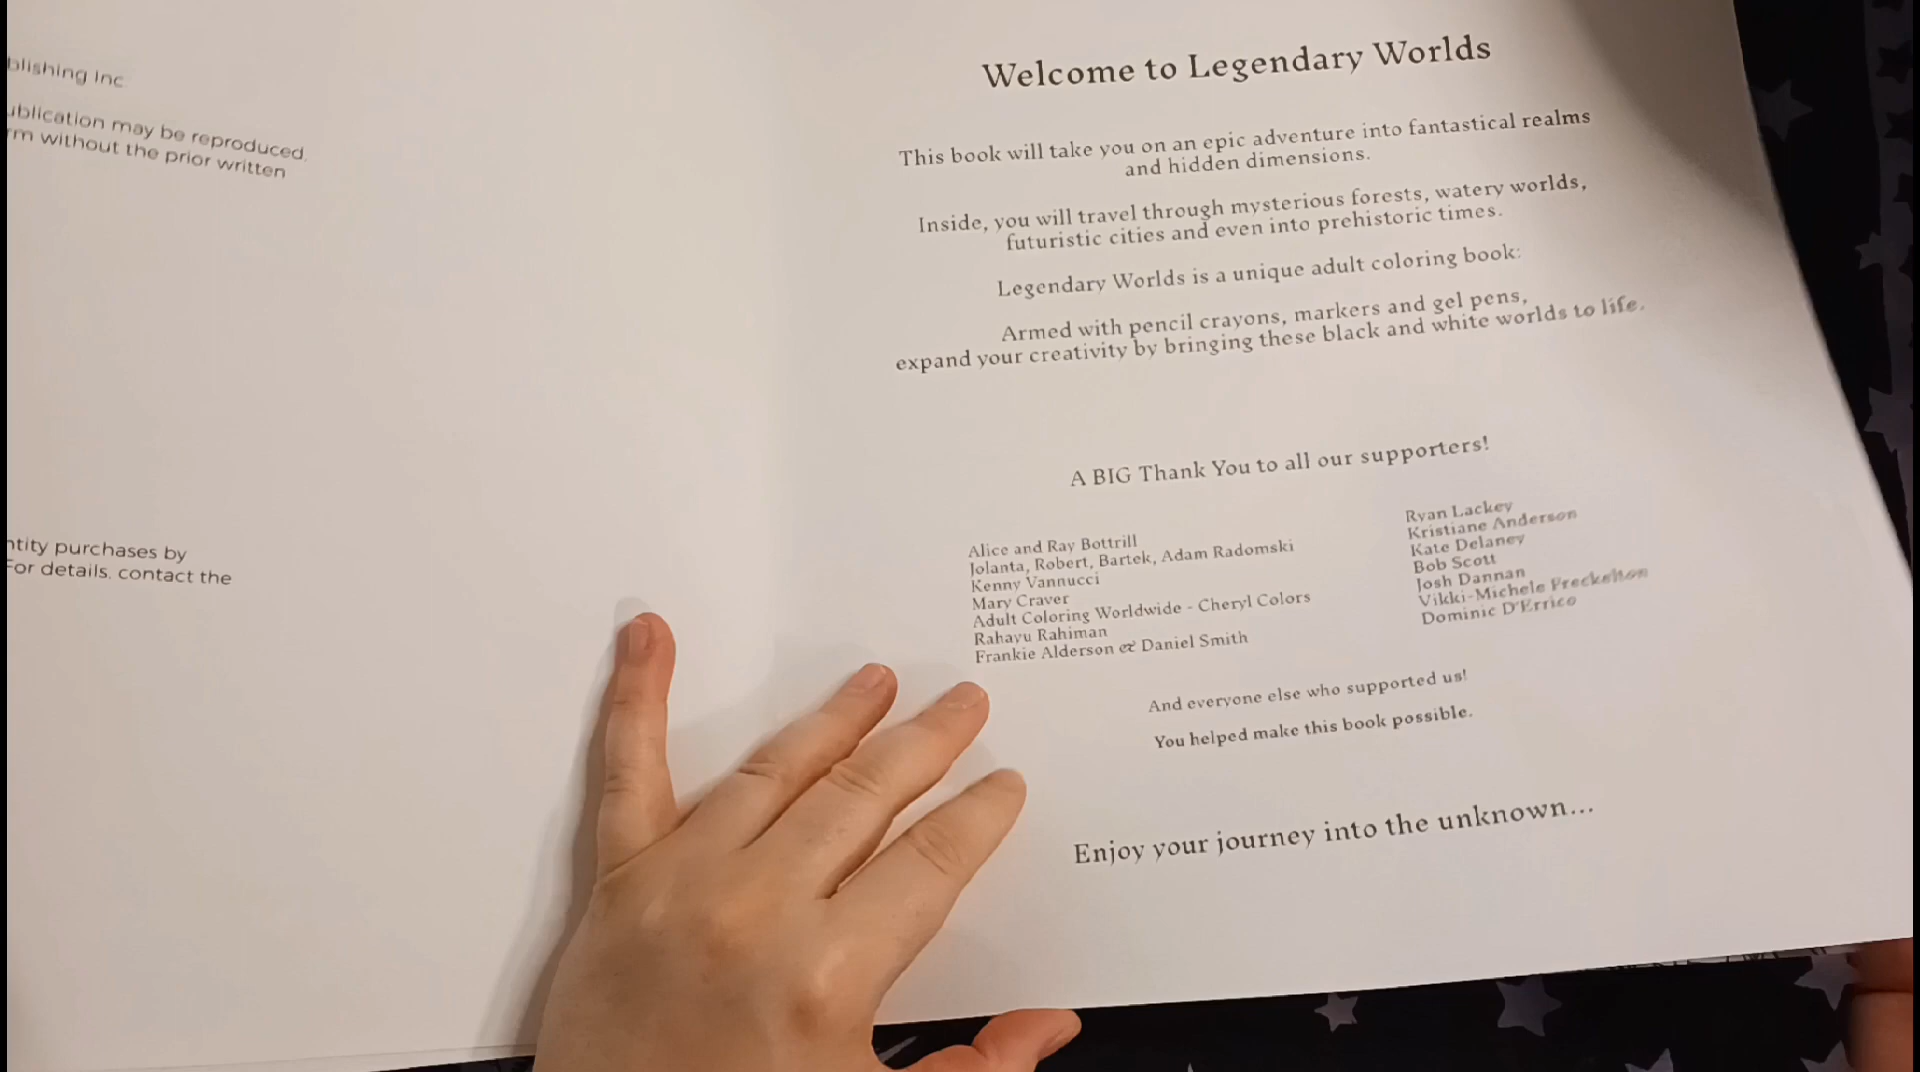 blishing Inc
ublication may be reproduced,
rm without the prior written
ntity purchases by
For details, contact the
Welcome to Legendary Worlds
This book will take you on an epic adventure into fantastical realms
and hidden dimensions.
Inside, you will travel through mysterious forests, watery worlds,
futuristic cities and even into prehistoric times.
Legendary Worlds is a unique adult coloring book:
Armed with pencil crayons, markers and gel pens,
expand your creativity by bringing these black and white worlds to life.
A BIG Thank You to all our supporters!
Alice and Ray Bottrill
Jolanta, Robert, Bartek, Adam Radomski
Kenny Vannucci
Mary Craver
Adult Coloring Worldwide - Cheryl Colors
Rahayu Rahiman
Frankie Alderson & Daniel Smith
Ryan Lackey
Kristiane Anderson
Kate Delaney
Bob Scott
Josh Dannan
Vikki-Michele Freckelton
Dominic D'Errico
And everyone else who supported us!
You helped make this book possible.
Enjoy your journey into the unknown...